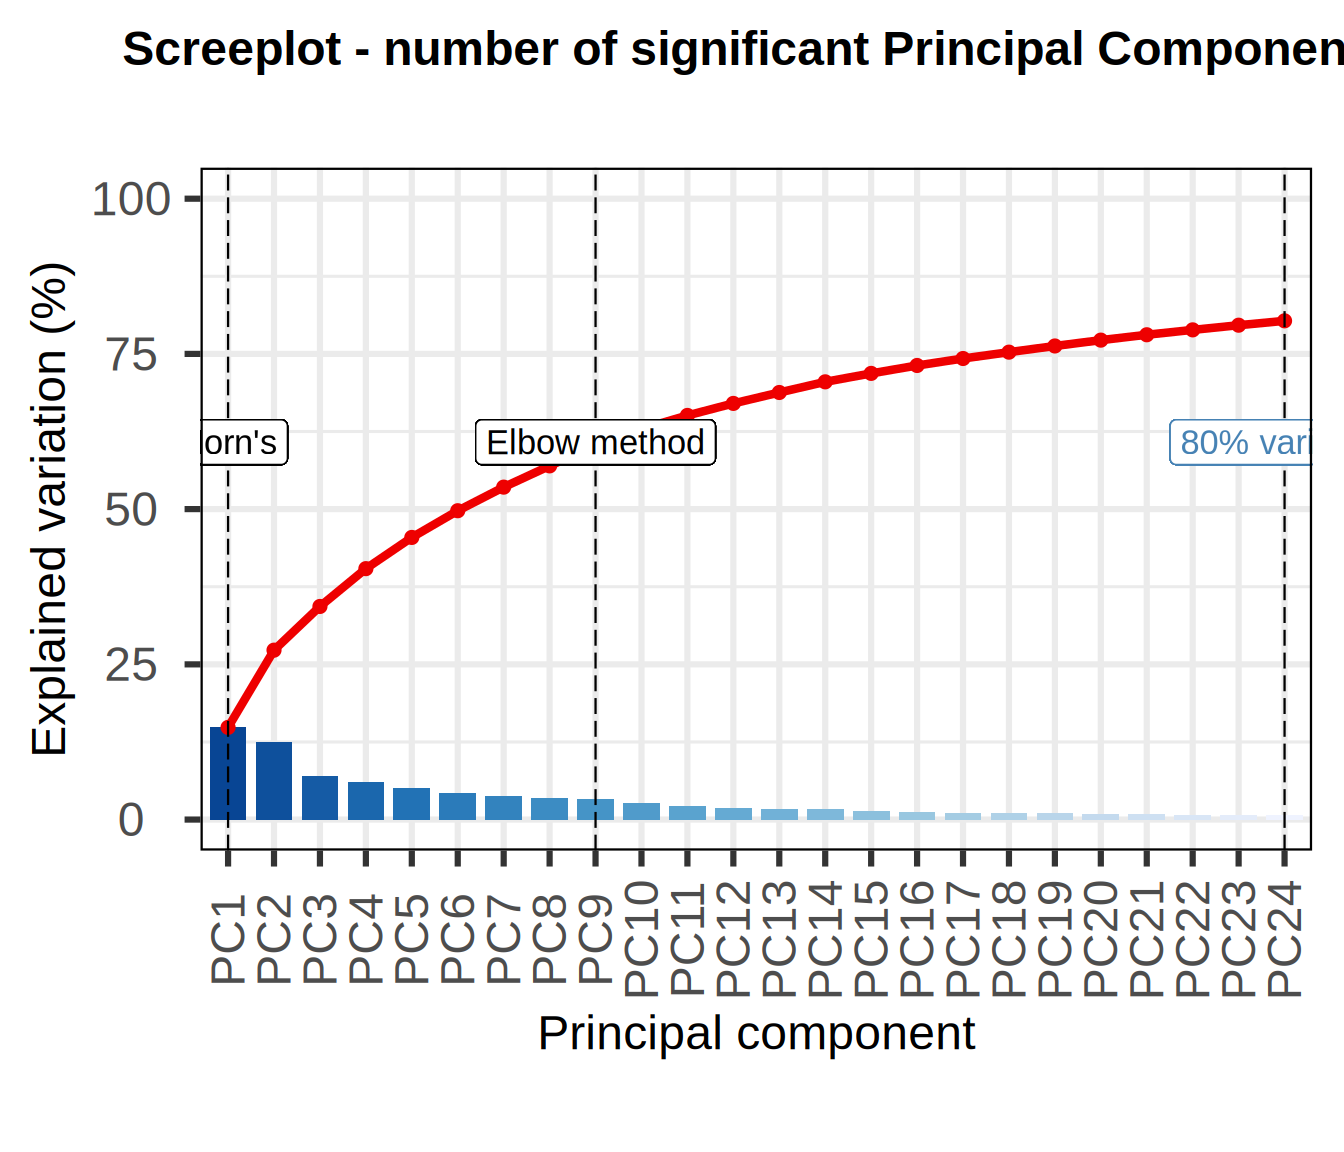 Screeplot - number of significant Principal Componen
100
75
50
25
0
Explained variation (%)
orn's
Elbow method
80% vari
PC1
PC2
PC3
PC4
PC5
PC6
PC7
PC8
PC9
PC10
PC11
PC12
PC13
PC14
PC15
PC16
PC17
PC18
PC19
PC20
PC21
PC22
PC23
PC24
Principal component